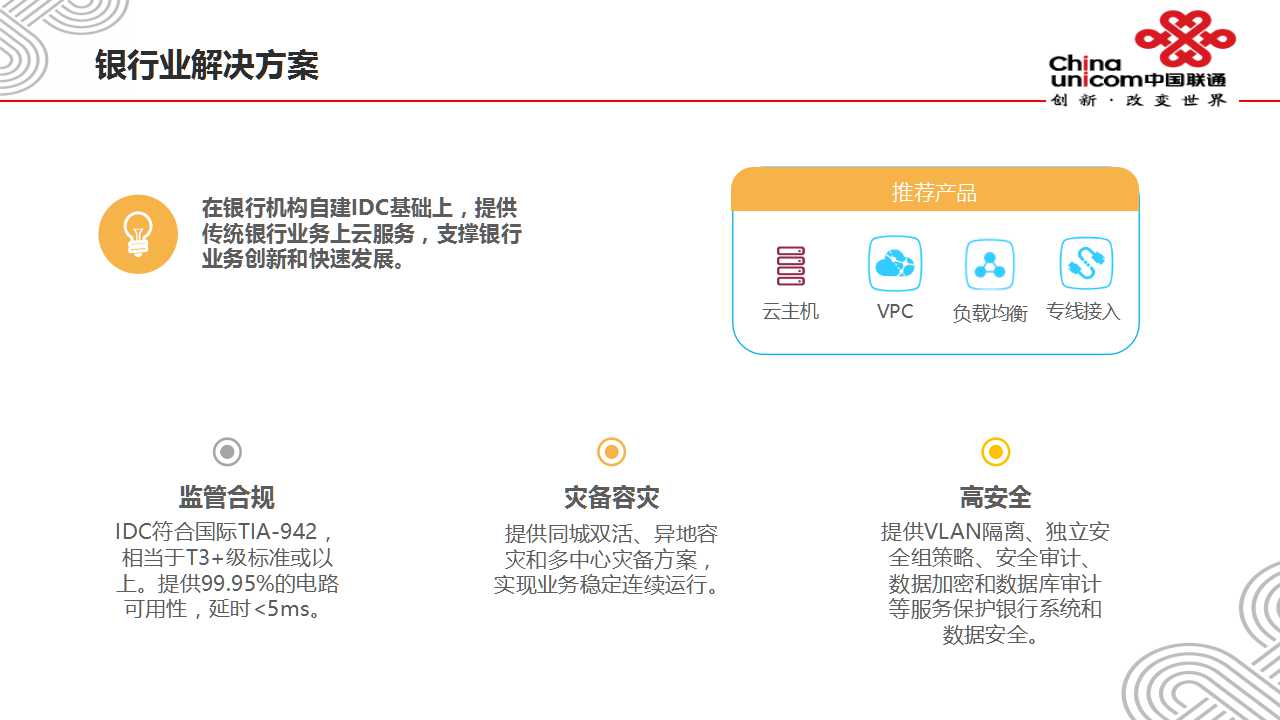 银行业解决方案
China
unicom中国联通
创新·改变世界
在银行机构自建IDC基础上，提供
传统银行业务上云服务，支撑银行
业务创新和快速发展。
推荐产品
云主机
VPC
负载均衡
专线接入
监管合规
IDC符合国际TIA-942，
相当于T3+级标准或以
上。提供99.95%的电路
可用性，延时<5ms。
灾备容灾
提供同城双活、异地容
灾和多中心灾备方案，
实现业务稳定连续运行。
高安全
提供VLAN隔离、独立安
全组策略、安全审计、
数据加密和数据库审计
等服务保护银行系统和
数据安全。